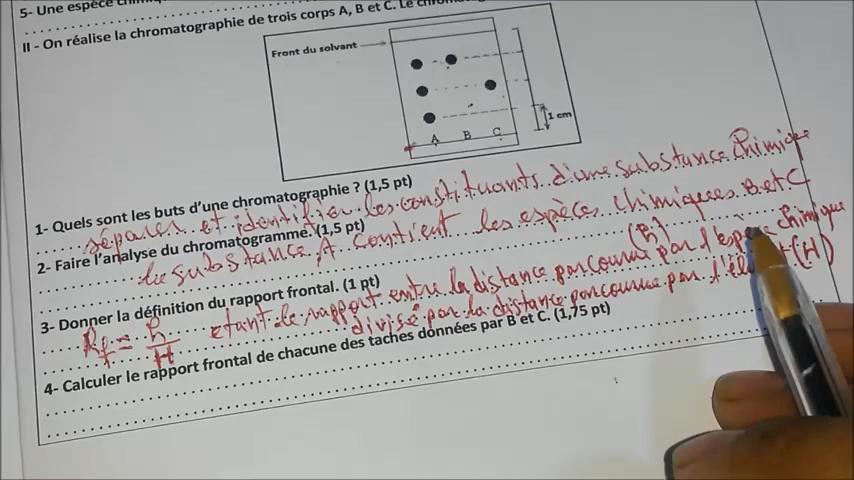 5- Une espèce
II - On réalise la chromatographie de trois corps A, B et C. Le
Front du solvant
1 cm
A B C
1- Quels sont les buts d'une chromatographie ? (1,5 pt)
séparer et identifier les constituants d'une substance chimique
2- Faire l'analyse du chromatogramme. (1,5 pt)
la substance A contient les espèces chimiques B et C
3- Donner la définition du rapport frontal. (1 pt)
Rf = h/H étant le rapport entre la distance parcourue (h) par l'espèce chimique
divisé par la distance parcourue par l'él t (H)
4- Calculer le rapport frontal de chacune des taches données par B et C. (1,75 pt)